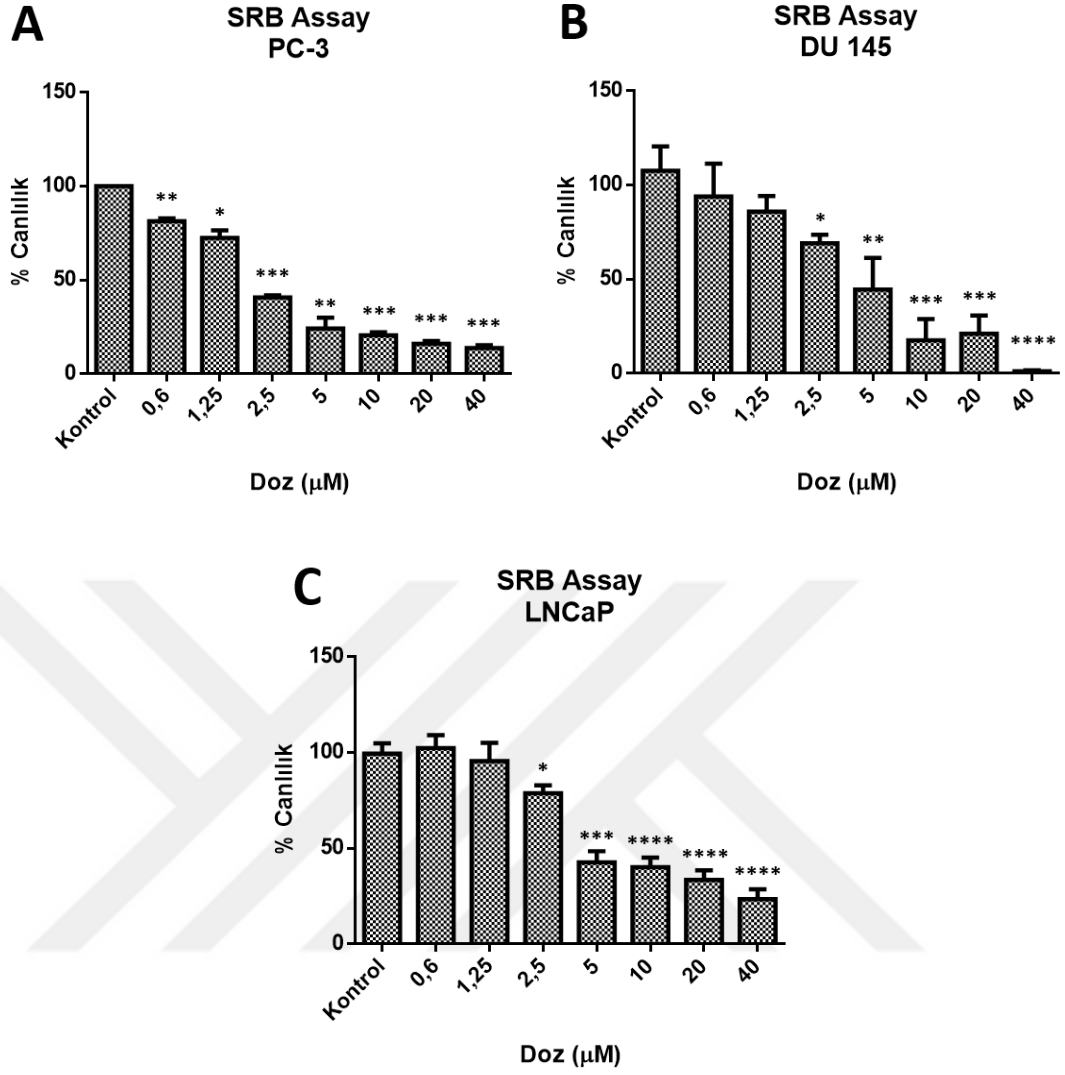 A
SRB Assay
PC-3
% Canlılık
150
100
50
0
**
*
***
**
***
***
***
Kontrol
0,6
1,25
2,5
5
10
20
40
Doz (µM)
B
SRB Assay
DU 145
% Canlılık
150
100
50
0
*
**
***
***
****
Kontrol
0,6
1,25
2,5
5
10
20
40
Doz (µM)
C
SRB Assay
LNCaP
% Canlılık
150
100
50
0
*
***
****
****
****
Kontrol
0,6
1,25
2,5
5
10
20
40
Doz (µM)